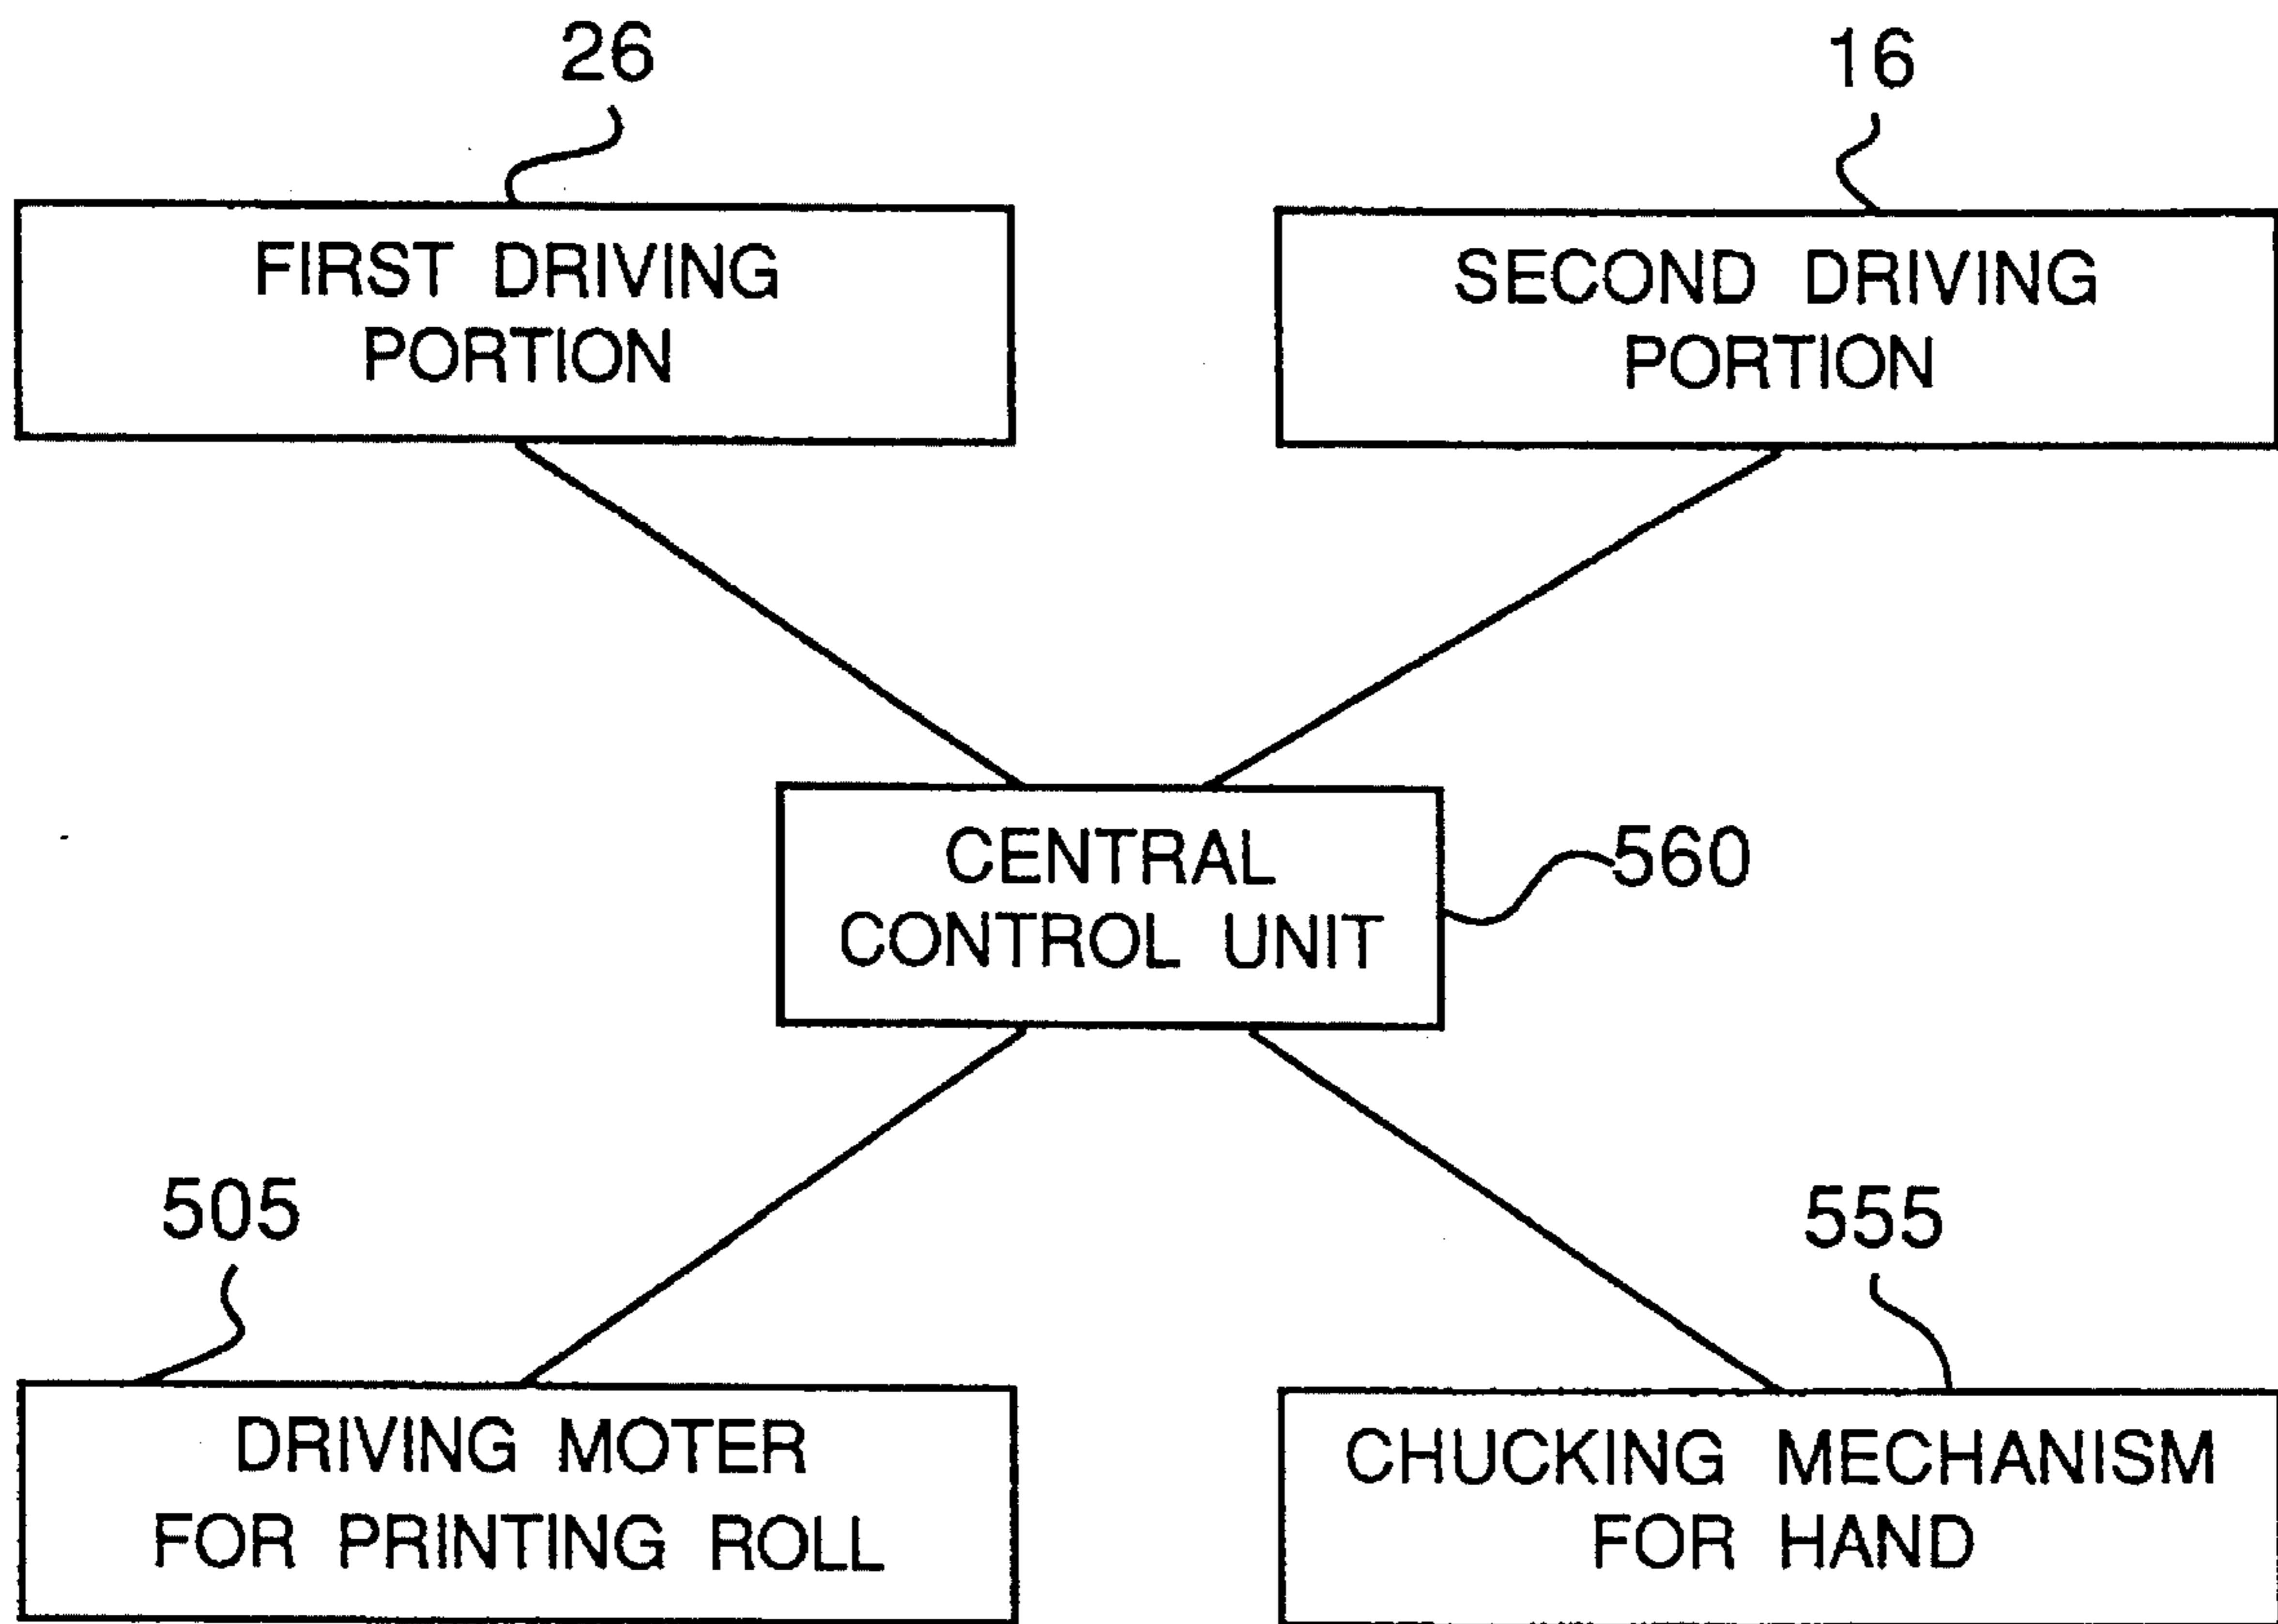 26
16
FIRST DRIVING
PORTION
SECOND DRIVING
PORTION
CENTRAL
CONTROL UNIT
560
505
555
DRIVING MOTER
FOR PRINTING ROLL
CHUCKING MECHANISM
FOR HAND